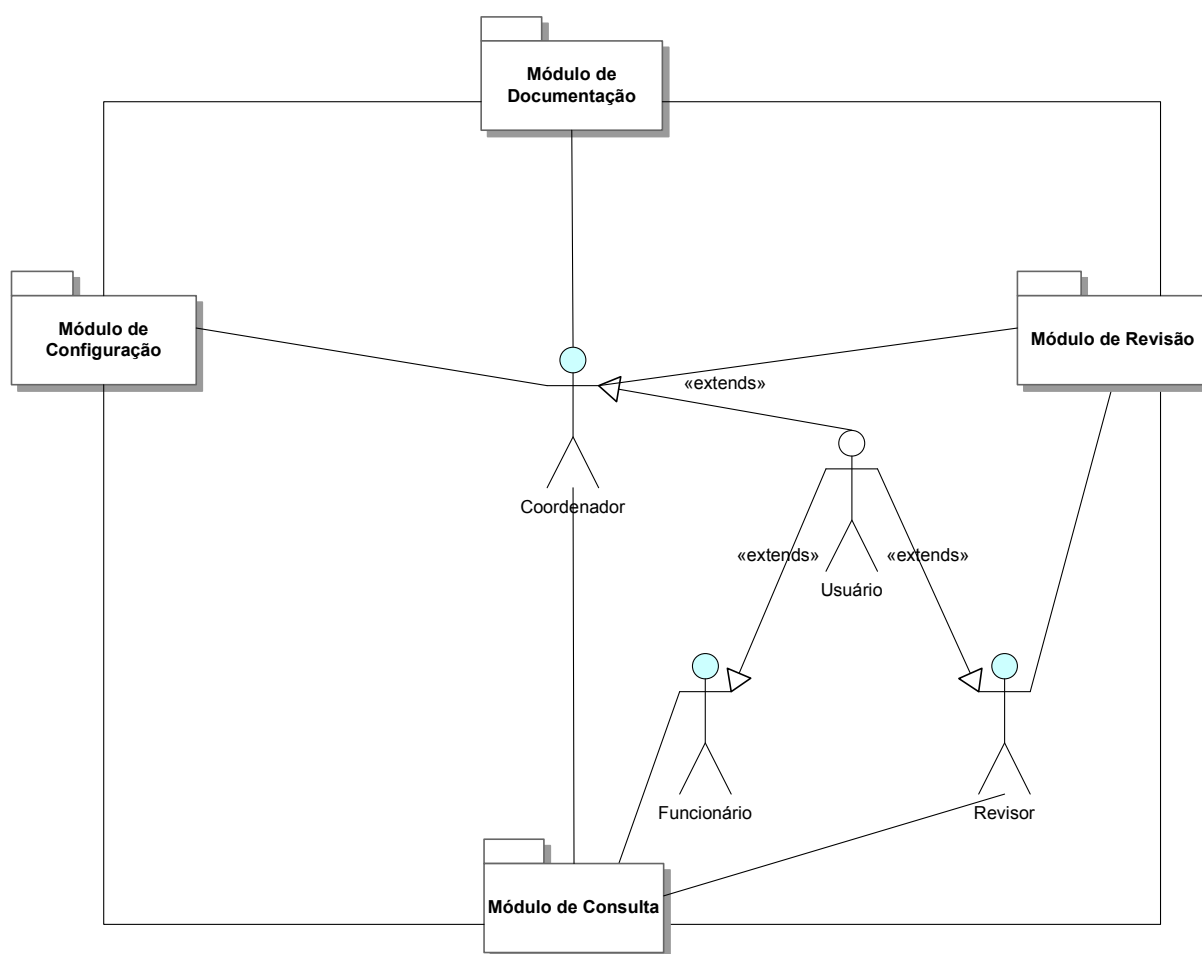 Módulo de
Documentação
Módulo de
Configuração
Módulo de Revisão
«extends»
Coordenador
«extends»
«extends»
Usuário
Funcionário
Revisor
Módulo de Consulta